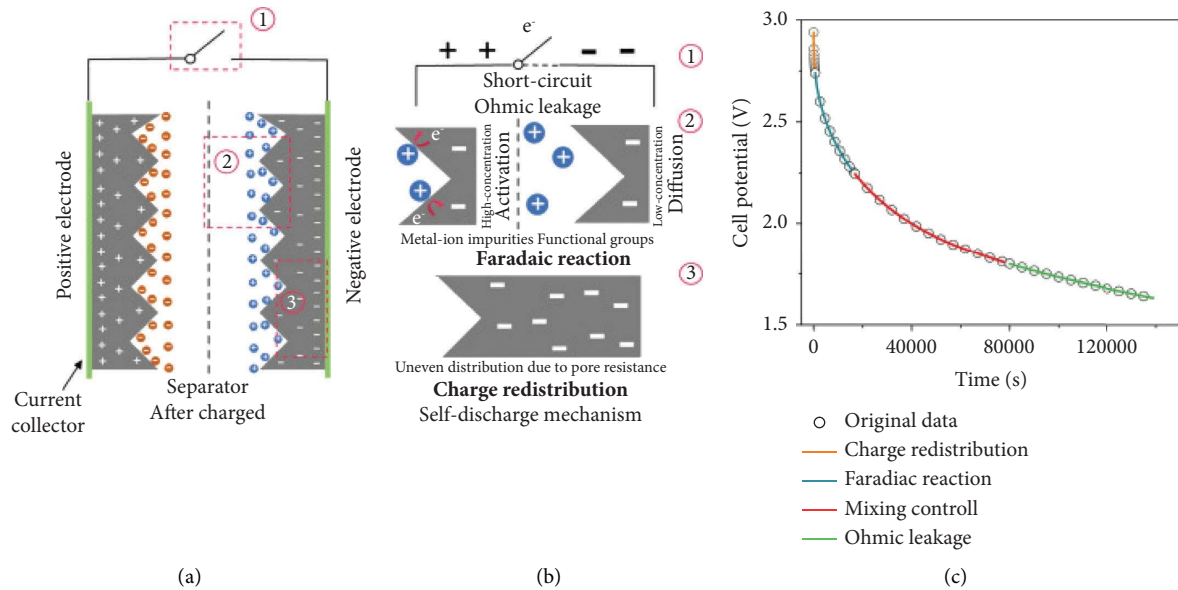 1
Positive electrode
2
3
Negative electrode
Current
collector
Separator
After charged
(a)
e-
+ + - -
1
Short-circuit
Ohmic leakage
2
e-
e-
High-concentration
Activation
Low-concentration
Diffusion
Metal-ion impurities Functional groups
Faradaic reaction
3
Uneven distribution due to pore resistance
Charge redistribution
Self-discharge mechanism
(b)
Cell potential (V)
3.0
2.5
2.0
1.5
0 40000 80000 120000
Time (s)
Original data
Charge redistribution
Faradiac reaction
Mixing controll
Ohmic leakage
(c)